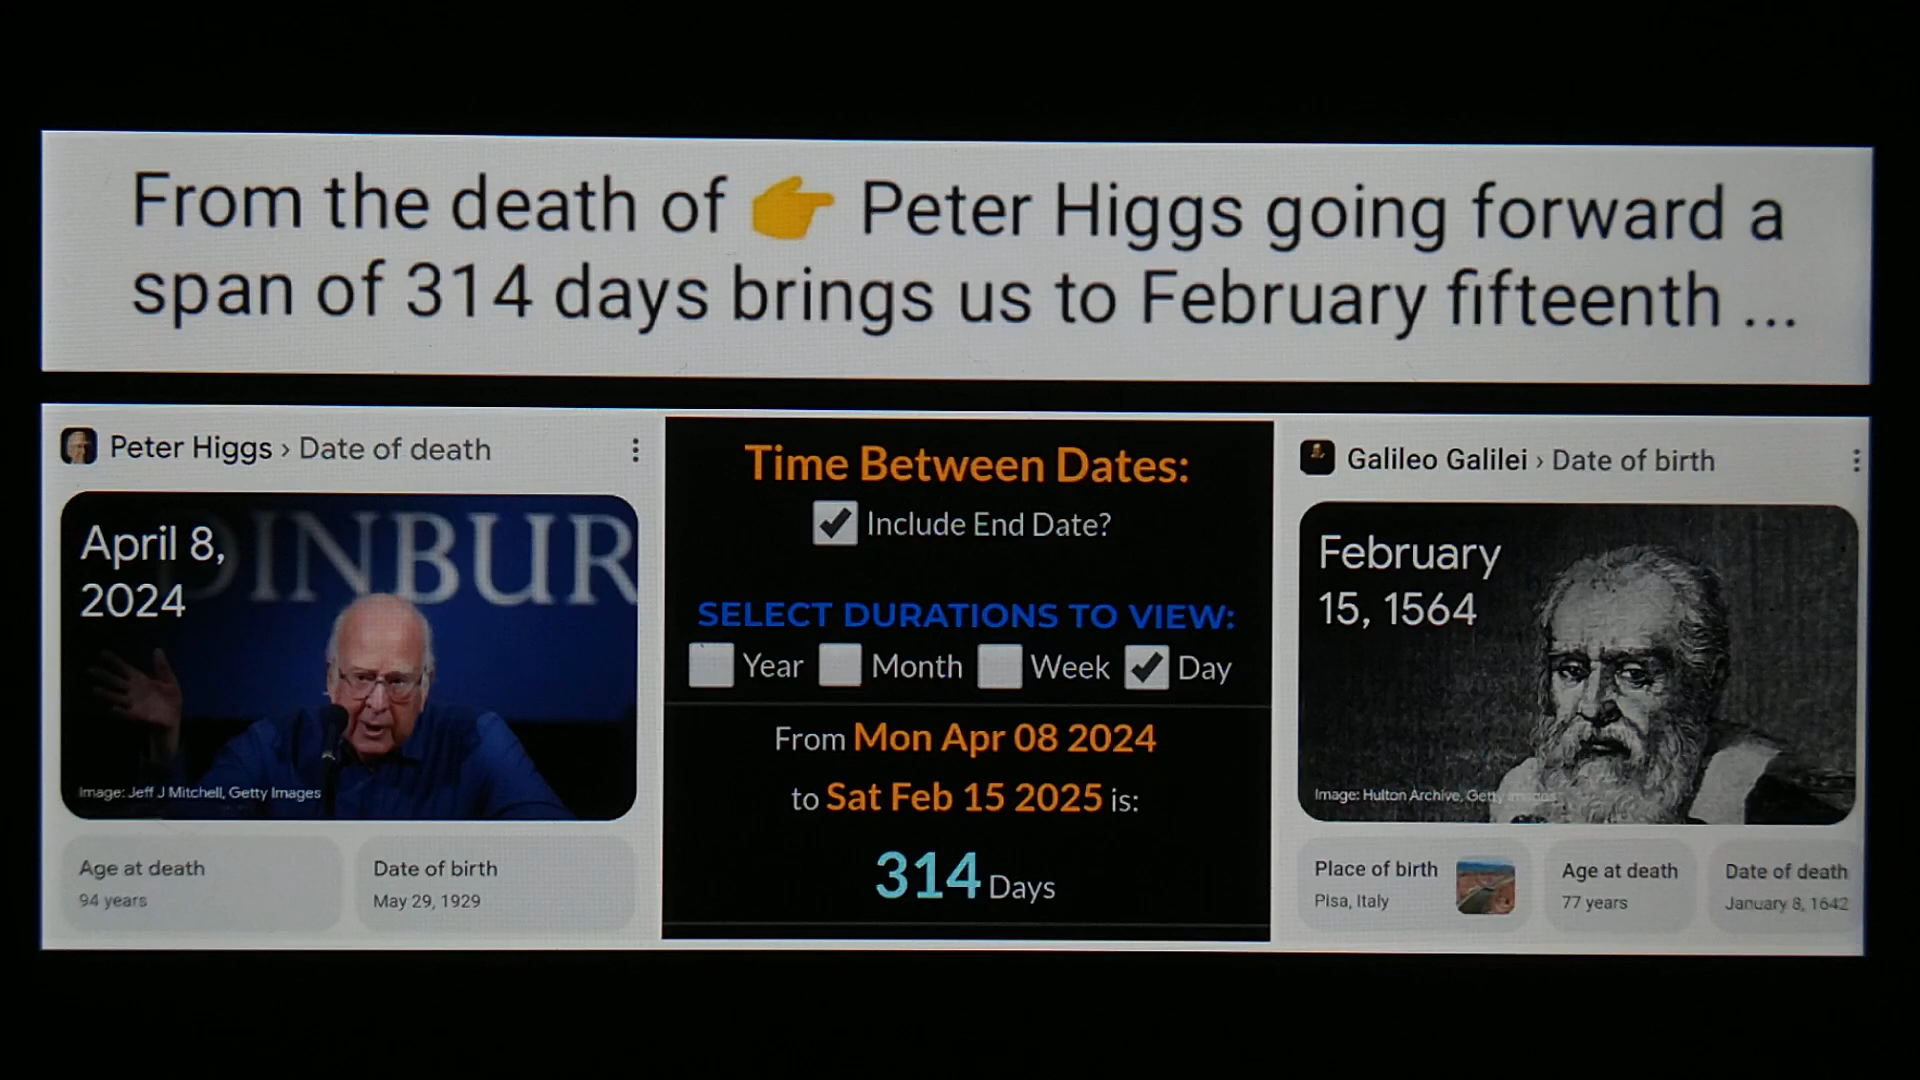 From the death of 👉 Peter Higgs going forward a
span of 314 days brings us to February fifteenth ...
Peter Higgs › Date of death
April 8,
2024
DINBUR
Image: Jeff J Mitchell, Getty Images
Age at death
94 years
Date of birth
May 29, 1929
Time Between Dates:
Include End Date?
SELECT DURATIONS TO VIEW:
Year Month Week Day
From Mon Apr 08 2024
to Sat Feb 15 2025 is:
314 Days
Galileo Galilei › Date of birth
February
15, 1564
Image: Hulton Archive, Getty Images
Place of birth
Pisa, Italy
Age at death
77 years
Date of death
January 8, 1642